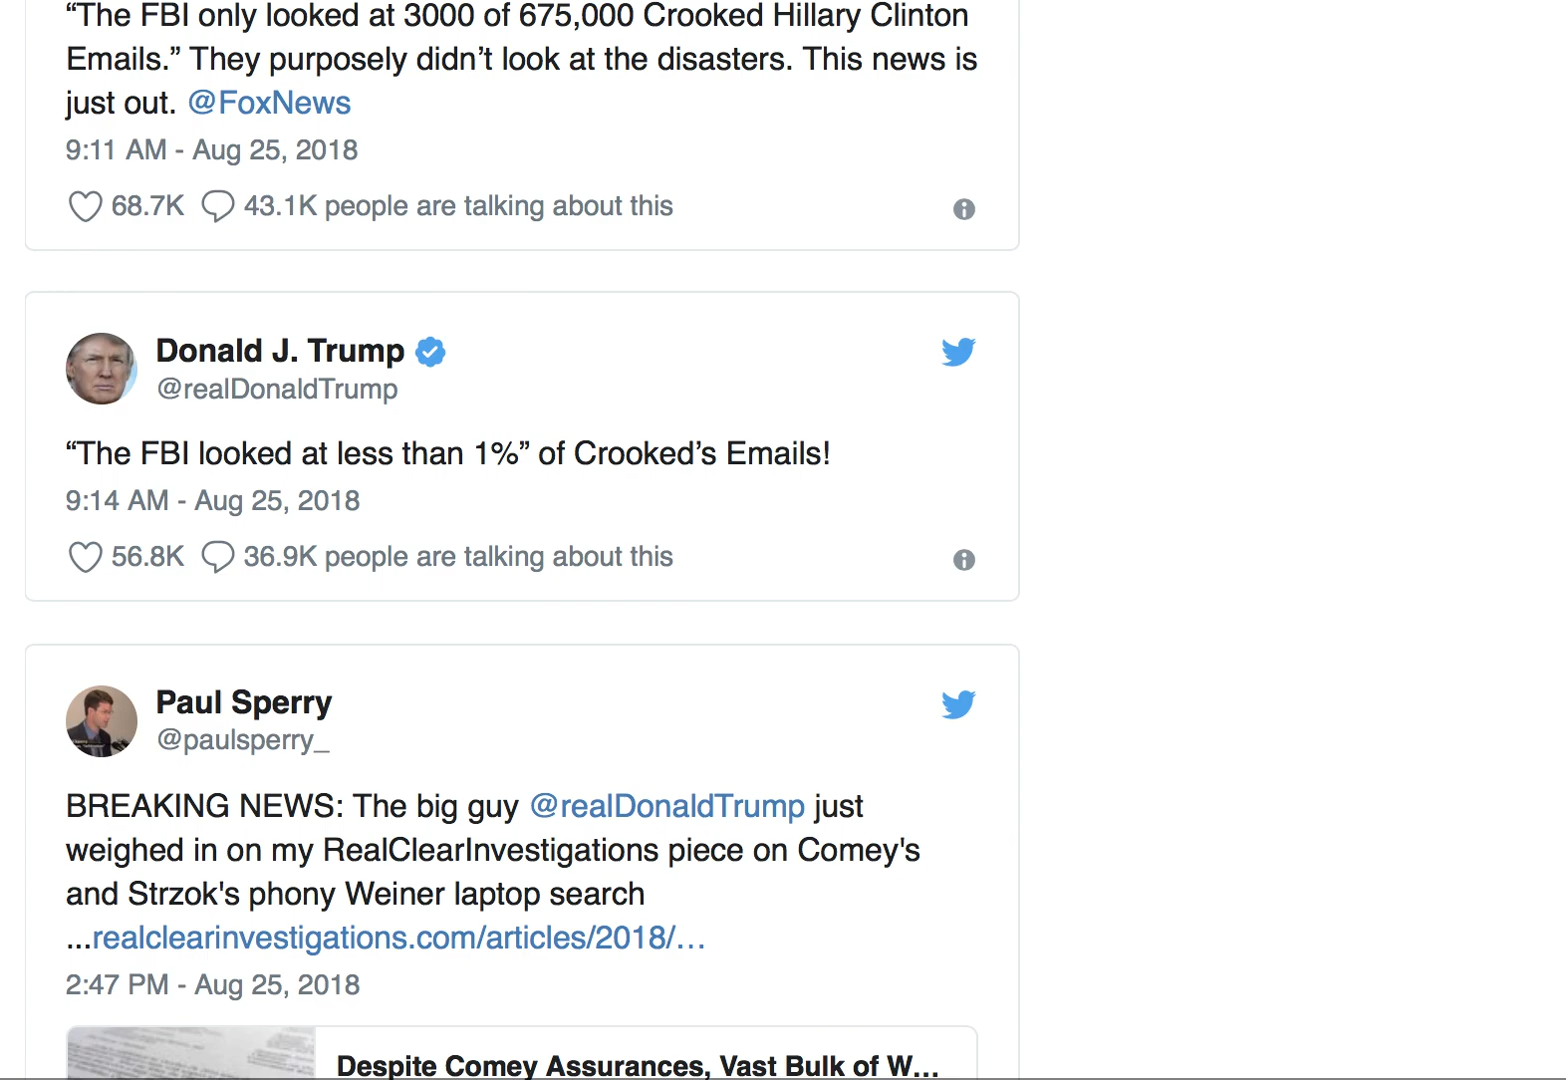 “The FBI only looked at 3000 of 675,000 Crooked Hillary Clinton
Emails.” They purposely didn’t look at the disasters. This news is
just out. @FoxNews
9:11 AM - Aug 25, 2018
68.7K 43.1K people are talking about this
Donald J. Trump
@realDonaldTrump
“The FBI looked at less than 1%” of Crooked’s Emails!
9:14 AM - Aug 25, 2018
56.8K 36.9K people are talking about this
Paul Sperry
@paulsperry_
BREAKING NEWS: The big guy @realDonaldTrump just
weighed in on my RealClearInvestigations piece on Comey's
and Strzok's phony Weiner laptop search
...realclearinvestigations.com/articles/2018/…
2:47 PM - Aug 25, 2018
Despite Comey Assurances, Vast Bulk of W...